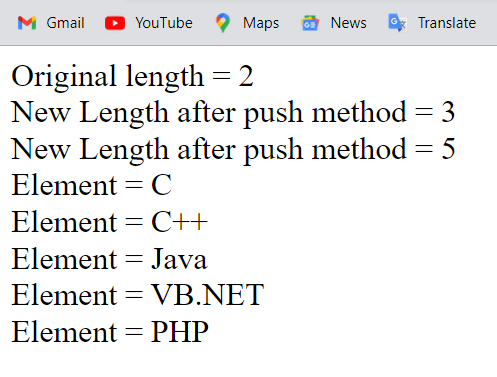 Gmail YouTube Maps News Translate
Original length = 2
New Length after push method = 3
New Length after push method = 5
Element = C
Element = C++
Element = Java
Element = VB.NET
Element = PHP